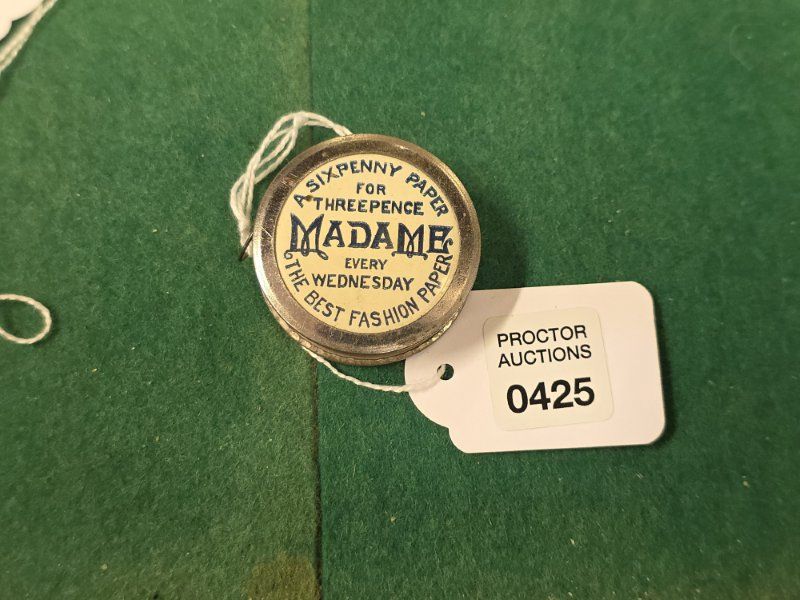 A SIXPENNY PAPER
FOR
THREEPENCE
MADAME
EVERY
WEDNESDAY
THE BEST FASHION PAPER
PROCTOR
AUCTIONS
0425